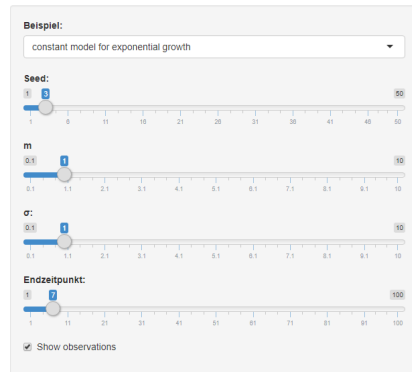 Beispiel:
constant model for exponential growth
Seed:
1 3 50
1 6 11 16 21 26 31 36 41 46 50
m
0.1 1 10
0.1 1.1 2.1 3.1 4.1 5.1 6.1 7.1 8.1 9.1 10
σ:
0.1 1 10
0.1 1.1 2.1 3.1 4.1 5.1 6.1 7.1 8.1 9.1 10
Endzeitpunkt:
1 7 100
1 11 21 31 41 51 61 71 81 91 100
Show observations